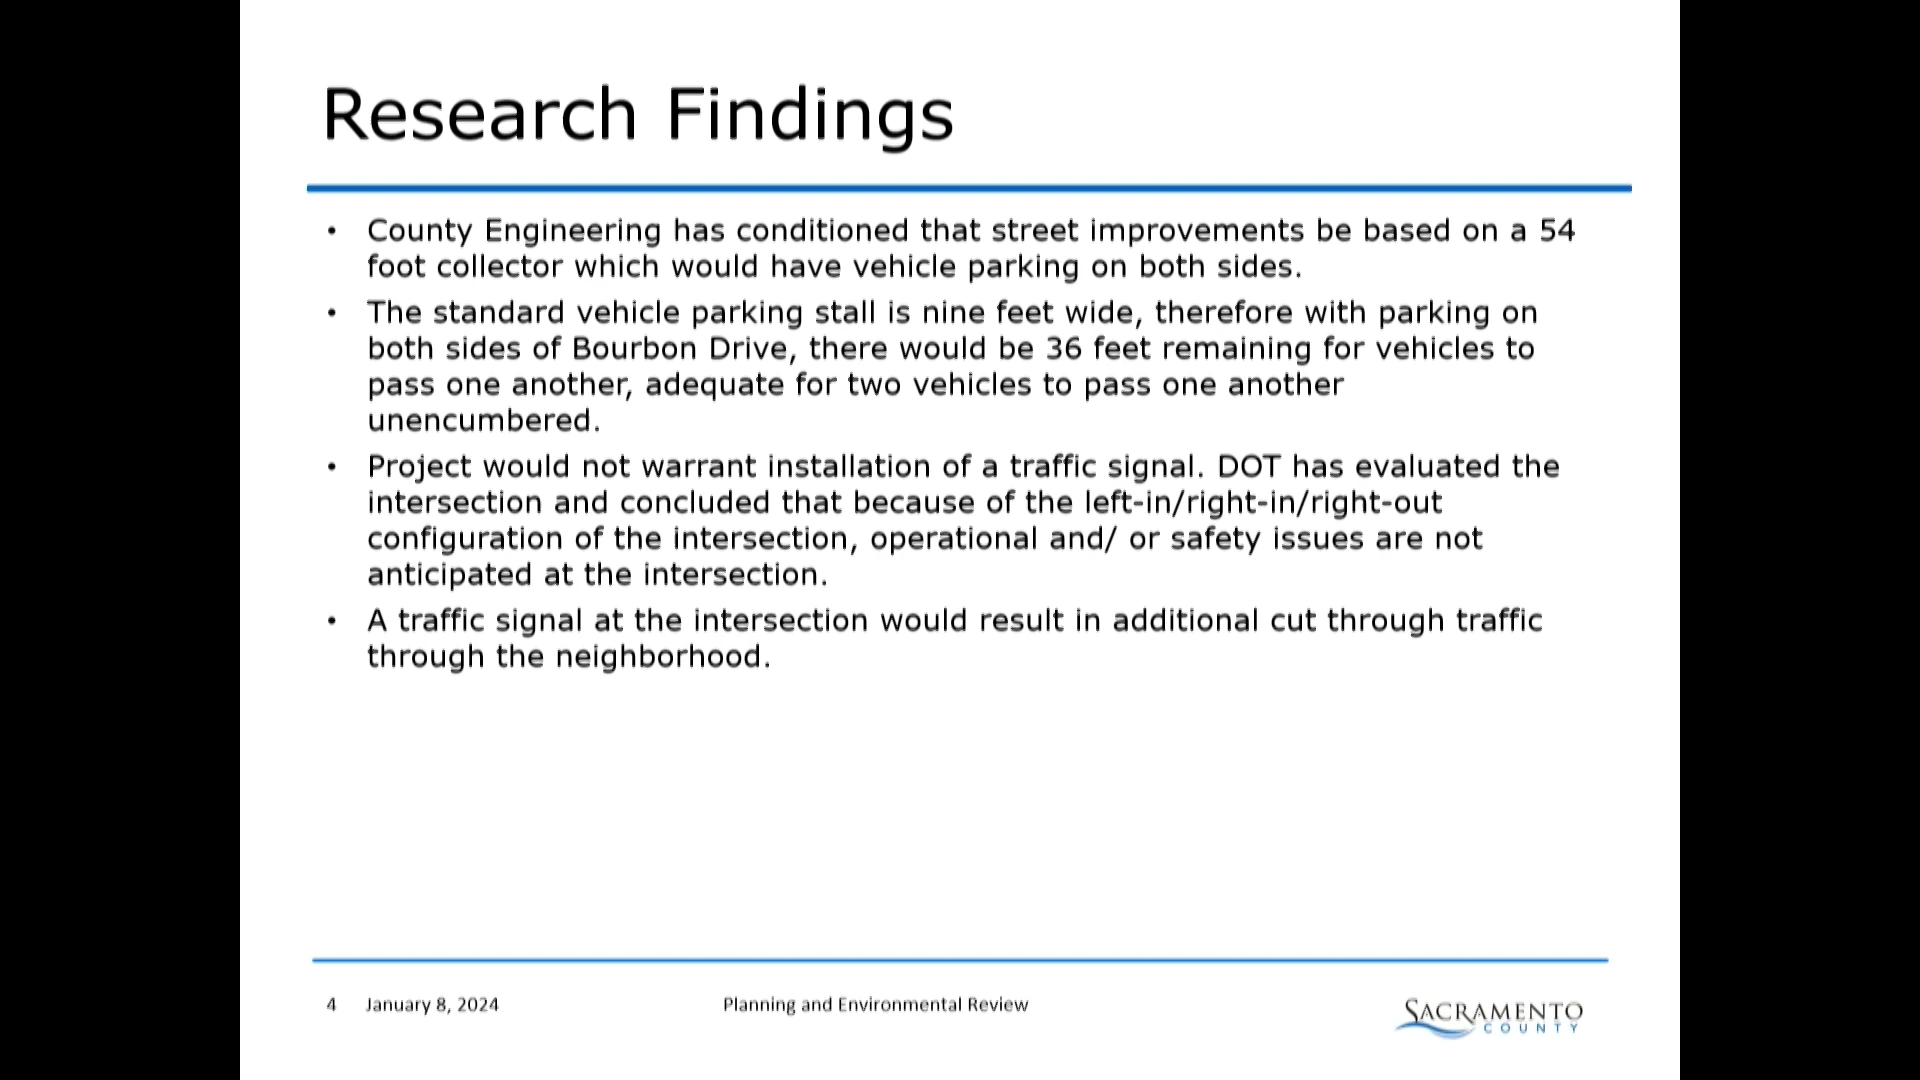 Research Findings
• County Engineering has conditioned that street improvements be based on a 54
foot collector which would have vehicle parking on both sides.
• The standard vehicle parking stall is nine feet wide, therefore with parking on
both sides of Bourbon Drive, there would be 36 feet remaining for vehicles to
pass one another, adequate for two vehicles to pass one another
unencumbered.
• Project would not warrant installation of a traffic signal. DOT has evaluated the
intersection and concluded that because of the left-in/right-in/right-out
configuration of the intersection, operational and/ or safety issues are not
anticipated at the intersection.
• A traffic signal at the intersection would result in additional cut through traffic
through the neighborhood.
4 January 8, 2024 Planning and Environmental Review
SACRAMENTO
COUNTY